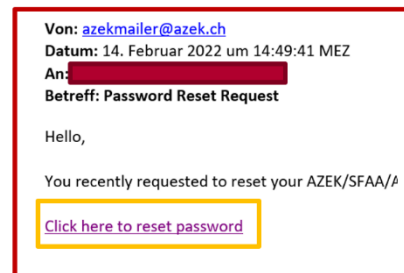 Von: azekmailer@azek.ch
Datum: 14. Februar 2022 um 14:49:41 MEZ
An:
Betreff: Password Reset Request
Hello,
You recently requested to reset your AZEK/SFAA/
Click here to reset password